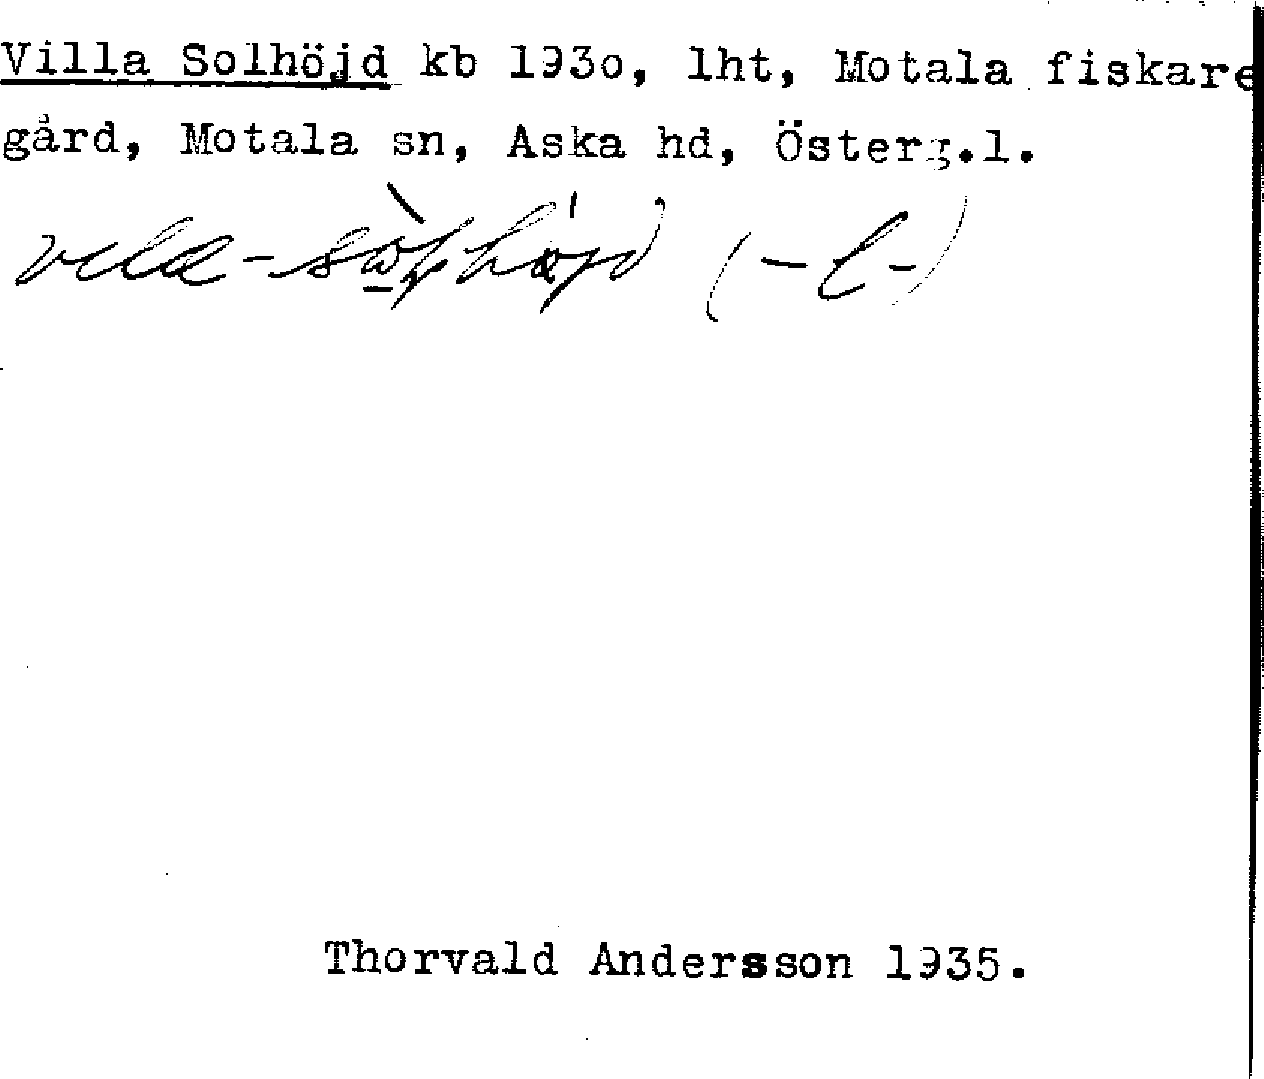 Villa Solhöjd kb 193o, lht, Motala fiskare
gård, Motala sn, Aska hd, Österg.l.
(-l-)
Thorvald Andersson 1935.